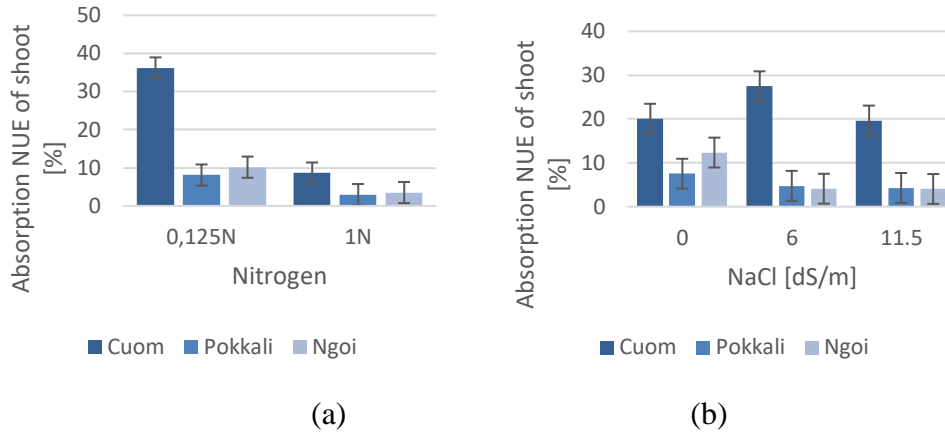 Absorption NUE of shoot
[%]
50
40
30
20
10
0
0,125N 1N
Nitrogen
Cuom Pokkali Ngoi
(a)
Absorption NUE of shoot
[%]
40
30
20
10
0
0 6 11.5
NaCl [dS/m]
Cuom Pokkali Ngoi
(b)